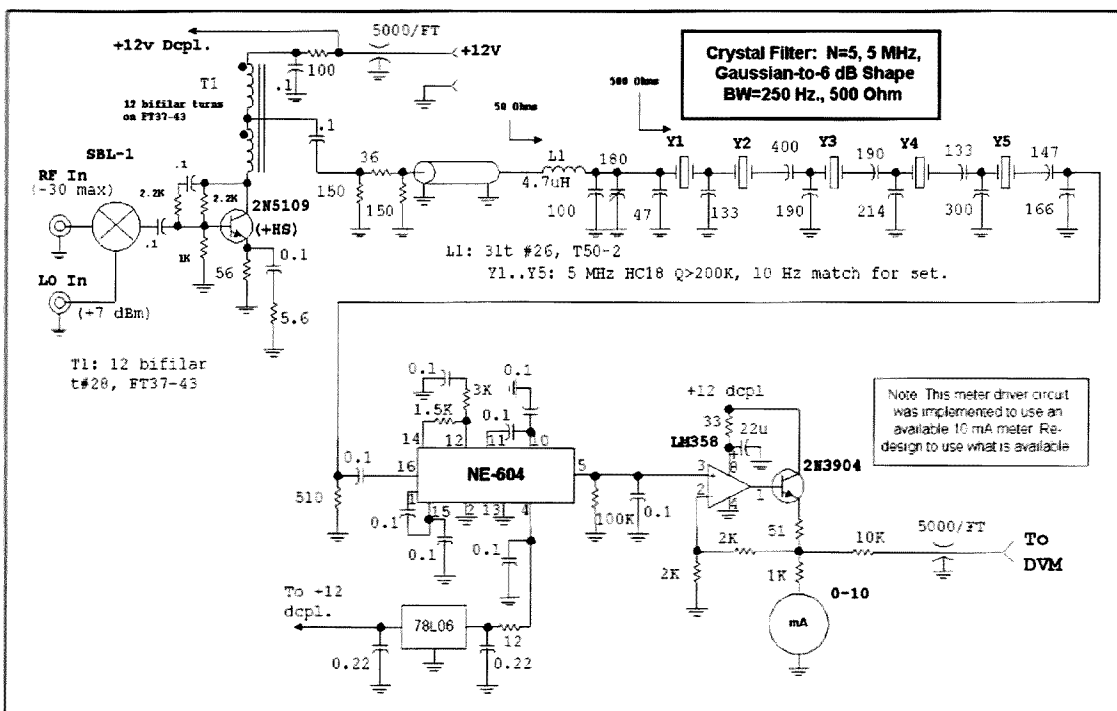 5000/FT
+12v Dcpl.
+12V
100
.1
T1
12 bifilar turns
on FT37-43
Crystal Filter: N=5, 5 MHz,
Gaussian-to-6 dB Shape
BW=250 Hz., 500 Ohm
50 Ohms
500 Ohms
SBL-1
RF In
(-30 max)
.1
2.2K
2.2K
.1
1K
2N5109
(+HS)
56
0.1
5.6
LO In
(+7 dBm)
.1
36
150
150
L1
4.7uH
180
100
47
Y1
133
Y2
400
190
Y3
190
214
Y4
133
300
Y5
147
166
L1: 31t #26, T50-2
Y1..Y5: 5 MHz HC18 Q>200K, 10 Hz match for set.
T1: 12 bifilar
t#28, FT37-43
0.1
3K
1.5K
0.1
0.1
14
12
11
10
0.1
16
NE-604
5
510
1
15
2
13
4
0.1
0.1
0.1
100K
0.1
+12 dcpl
33
22u
LM358
3
8
2
4
1
2N3904
51
2K
2K
10K
5000/FT
To
DVM
1K
0-10
mA
Note: This meter driver circuit
was implemented to use an
available 10 mA meter. Re-
design to use what is available
To +12
dcpl.
78L06
12
0.22
0.22